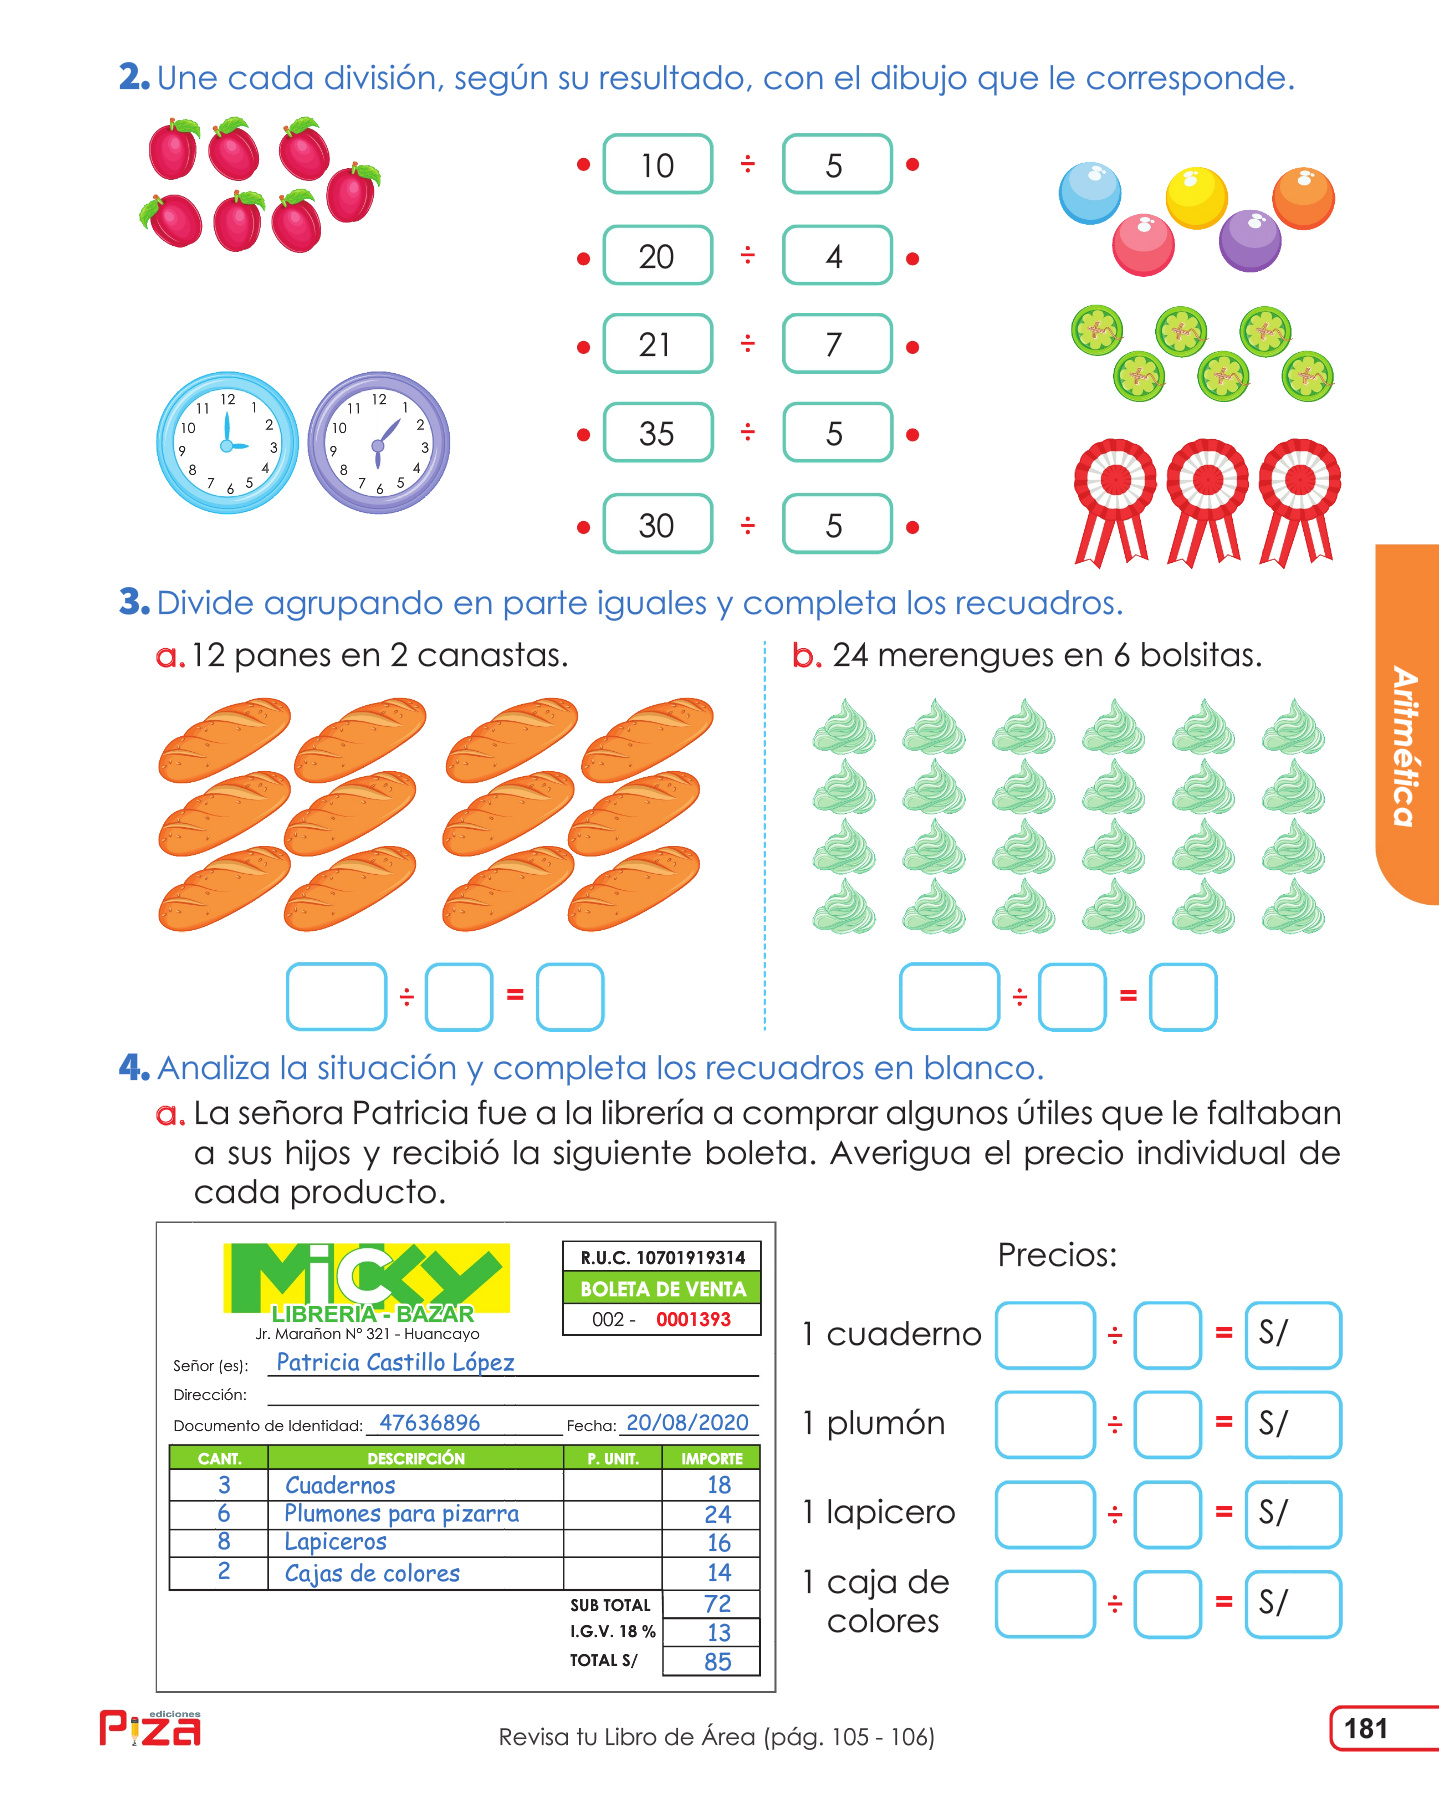 2. Une cada división, según su resultado, con el dibujo que le corresponde.
10 ÷ 5
20 ÷ 4
21 ÷ 7
35 ÷ 5
30 ÷ 5
12 1 2 3 4 5 6 7 8 9 10 11
12 1 2 3 4 5 6 7 8 9 10 11
3. Divide agrupando en parte iguales y completa los recuadros.
a. 12 panes en 2 canastas.
÷ =
b. 24 merengues en 6 bolsitas.
÷ =
Aritmética
4. Analiza la situación y completa los recuadros en blanco.
a. La señora Patricia fue a la librería a comprar algunos útiles que le faltaban
a sus hijos y recibió la siguiente boleta. Averigua el precio individual de
cada producto.
Micky
LIBRERIA - BAZAR
Jr. Marañon Nº 321 - Huancayo
R.U.C. 10701919314
BOLETA DE VENTA
002 - 0001393
Señor (es): Patricia Castillo López
Dirección:
Documento de Identidad: 47636896 Fecha: 20/08/2020
CANT. DESCRIPCIÓN P. UNIT. IMPORTE
3 Cuadernos 18
6 Plumones para pizarra 24
8 Lapiceros 16
2 Cajas de colores 14
SUB TOTAL 72
I.G.V. 18 % 13
TOTAL S/ 85
Precios:
1 cuaderno ÷ = S/
1 plumón ÷ = S/
1 lapicero ÷ = S/
1 caja de
colores ÷ = S/
ediciones
Piza
Revisa tu Libro de Área (pág. 105 - 106)
181